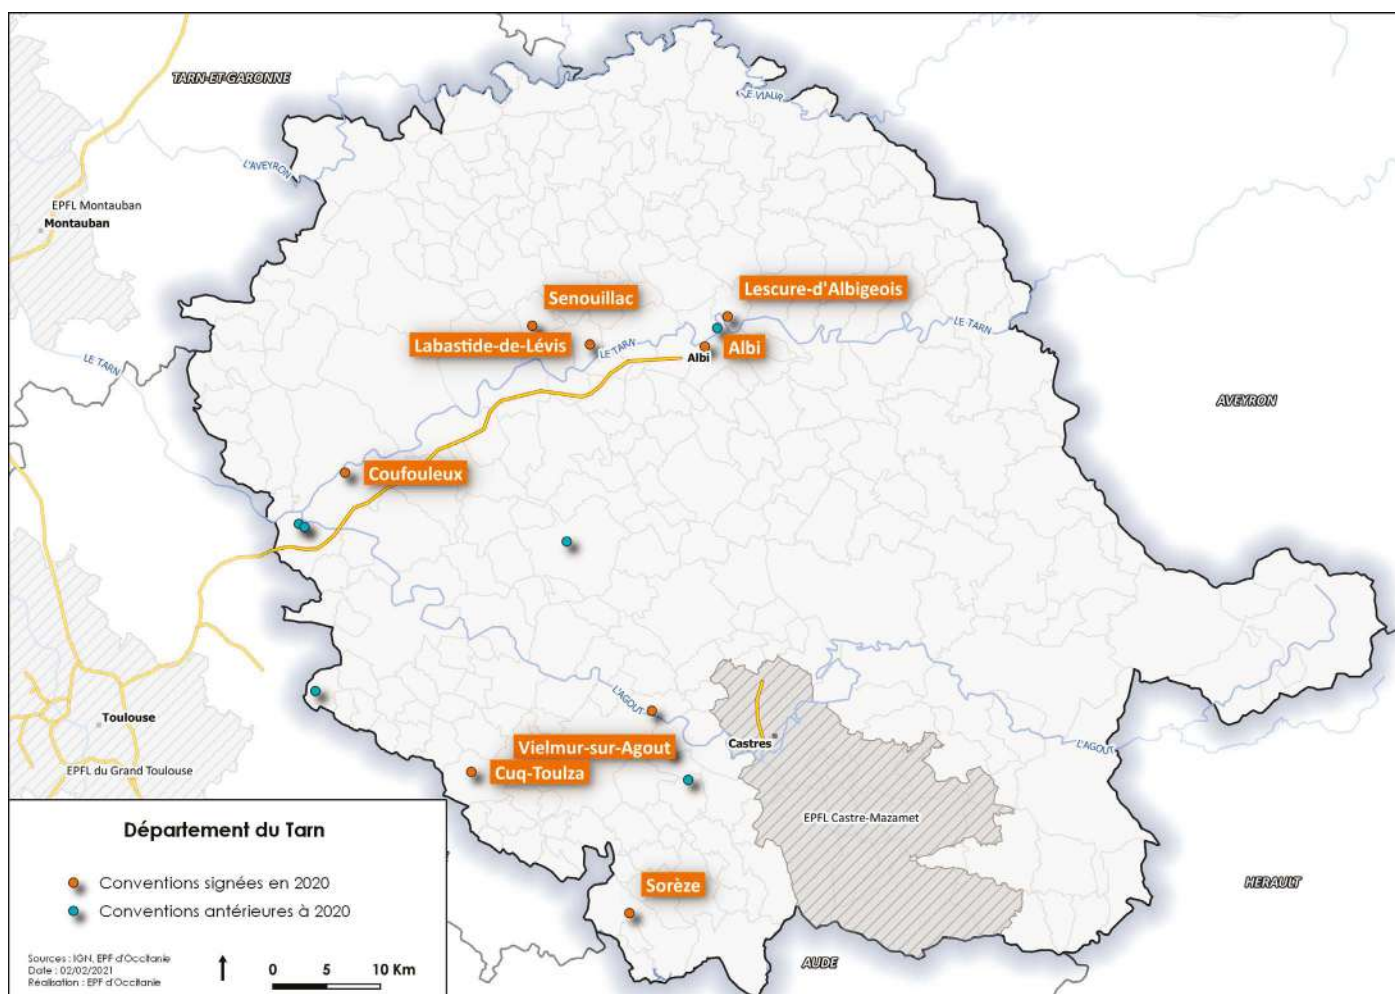 TARN-ET-GARONNE
LE VIAUR
L'AVEYRON
EPFL Montauban
Montauban
Senouillac
Lescure-d'Albigeois
Labastide-de-Lévis
LE TARN
Albi
Albi
LE TARN
LE TARN
AVEYRON
Coufouleux
L'AGOUT
Toulouse
Vielmur-sur-Agout
Castres
L'AGOUT
EPFL du Grand Toulouse
Cuq-Toulza
EPFL Castre-Mazamet
Département du Tarn
Conventions signées en 2020
Conventions antérieures à 2020
Sorèze
HERAULT
AUDE
Sources : IGN, EPF d'Occitanie
Date : 02/02/2021
Réalisation : EPF d'Occitanie
0 5 10 Km